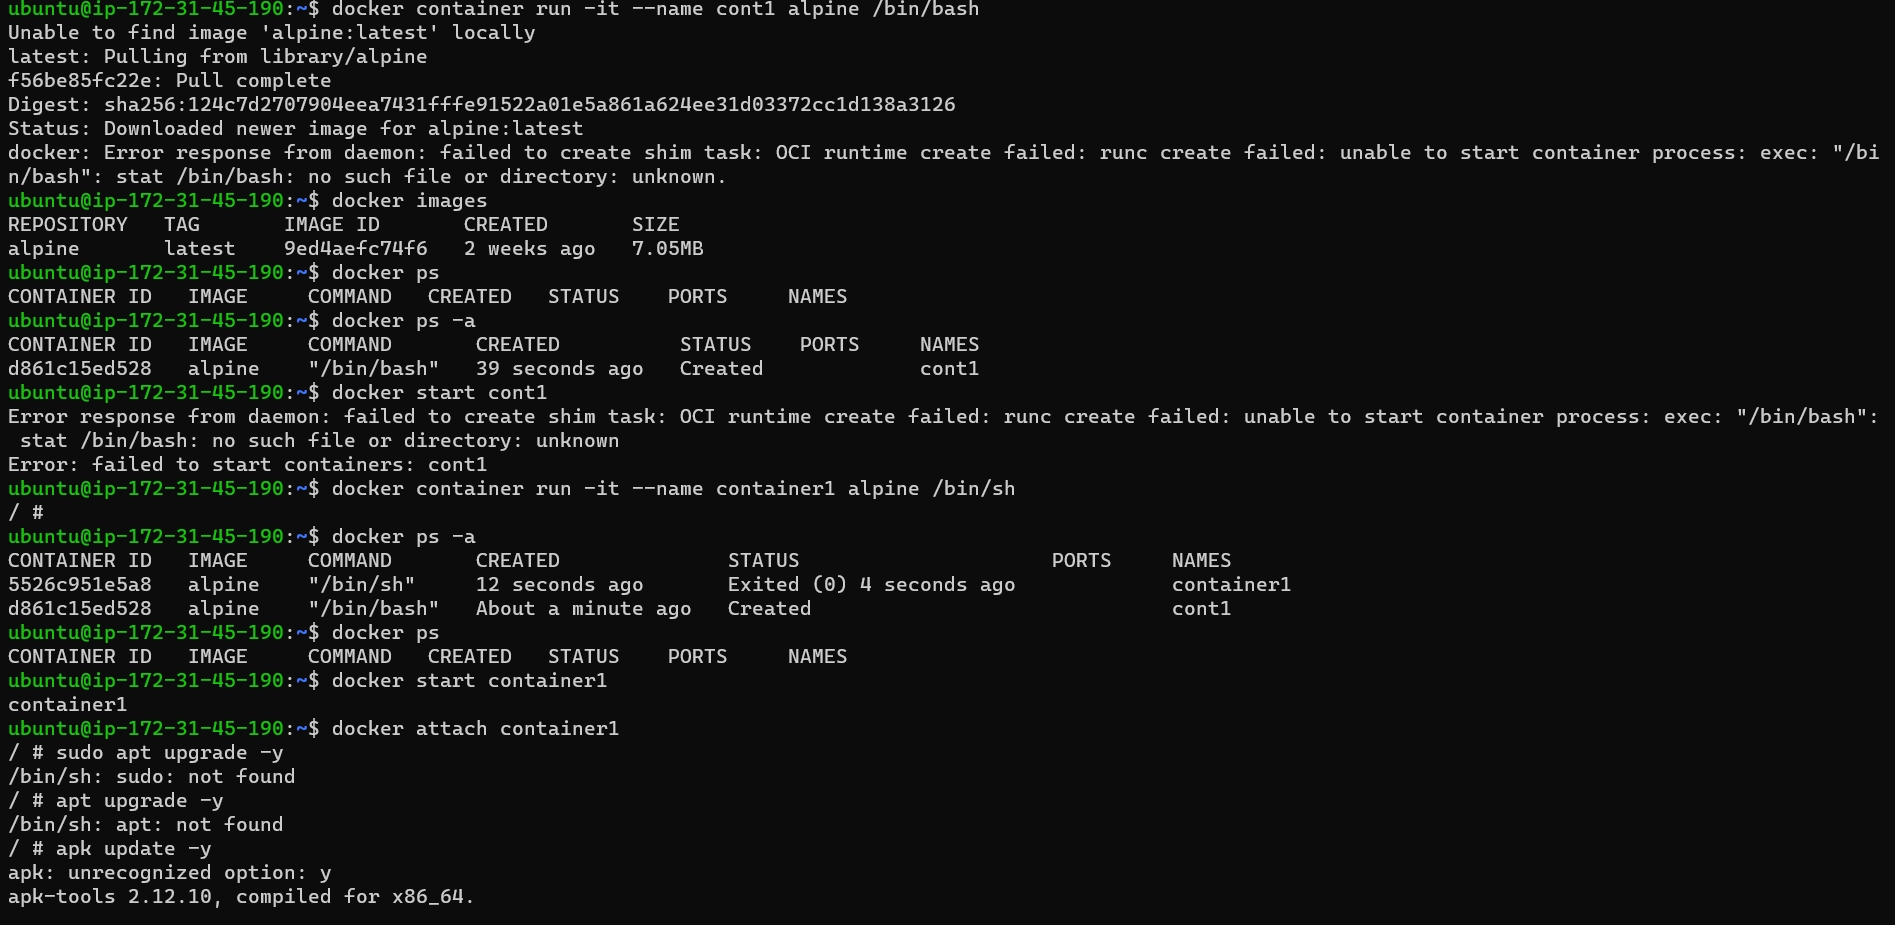 ubuntu@ip-172-31-45-190:~$ docker container run -it --name cont1 alpine /bin/bash
Unable to find image 'alpine:latest' locally
latest: Pulling from library/alpine
f56be85fc22e: Pull complete
Digest: sha256:124c7d2707904eea7431fffe91522a01e5a861a624ee31d03372cc1d138a3126
Status: Downloaded newer image for alpine:latest
docker: Error response from daemon: failed to create shim task: OCI runtime create failed: runc create failed: unable to start container process: exec: "/bi
n/bash": stat /bin/bash: no such file or directory: unknown.
ubuntu@ip-172-31-45-190:~$ docker images
REPOSITORY   TAG       IMAGE ID       CREATED       SIZE
alpine       latest    9ed4aefc74f6   2 weeks ago   7.05MB
ubuntu@ip-172-31-45-190:~$ docker ps
CONTAINER ID   IMAGE     COMMAND   CREATED   STATUS    PORTS     NAMES
ubuntu@ip-172-31-45-190:~$ docker ps -a
CONTAINER ID   IMAGE     COMMAND       CREATED          STATUS    PORTS     NAMES
d861c15ed528   alpine    "/bin/bash"   39 seconds ago   Created             cont1
ubuntu@ip-172-31-45-190:~$ docker start cont1
Error response from daemon: failed to create shim task: OCI runtime create failed: runc create failed: unable to start container process: exec: "/bin/bash":
 stat /bin/bash: no such file or directory: unknown
Error: failed to start containers: cont1
ubuntu@ip-172-31-45-190:~$ docker container run -it --name container1 alpine /bin/sh
/ #
ubuntu@ip-172-31-45-190:~$ docker ps -a
CONTAINER ID   IMAGE     COMMAND       CREATED              STATUS                     PORTS     NAMES
5526c951e5a8   alpine    "/bin/sh"     12 seconds ago       Exited (0) 4 seconds ago             container1
d861c15ed528   alpine    "/bin/bash"   About a minute ago   Created                              cont1
ubuntu@ip-172-31-45-190:~$ docker ps
CONTAINER ID   IMAGE     COMMAND   CREATED   STATUS    PORTS     NAMES
ubuntu@ip-172-31-45-190:~$ docker start container1
container1
ubuntu@ip-172-31-45-190:~$ docker attach container1
/ # sudo apt upgrade -y
/bin/sh: sudo: not found
/ # apt upgrade -y
/bin/sh: apt: not found
/ # apk update -y
apk: unrecognized option: y
apk-tools 2.12.10, compiled for x86_64.